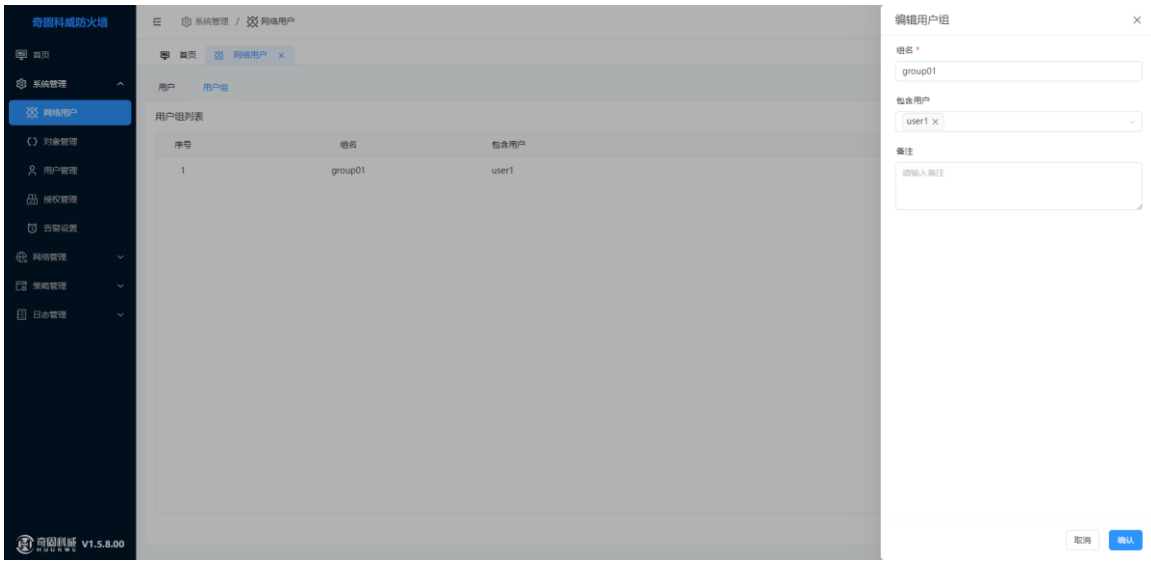 奇固科威防火墙
首页
系统管理
网络用户
对象管理
用户管理
授权管理
告警设置
网络管理
策略管理
日志管理
奇固科威 V1.5.8.00
系统管理 / 网络用户
首页 网络用户 ×
用户 用户组
用户组列表
序号 组名 包含用户
1 group01 user1
编辑用户组 ×
组名 *
group01
包含用户
user1 ×
备注
请输入备注
取消 确认